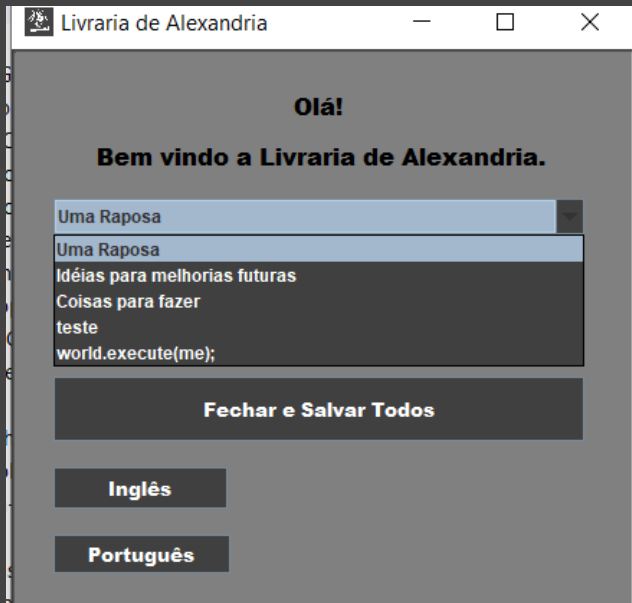 Livraria de Alexandria
Olá!
Bem vindo a Livraria de Alexandria.
Uma Raposa
Uma Raposa
Idéias para melhorias futuras
Coisas para fazer
teste
world.execute(me);
Fechar e Salvar Todos
Inglês
Português